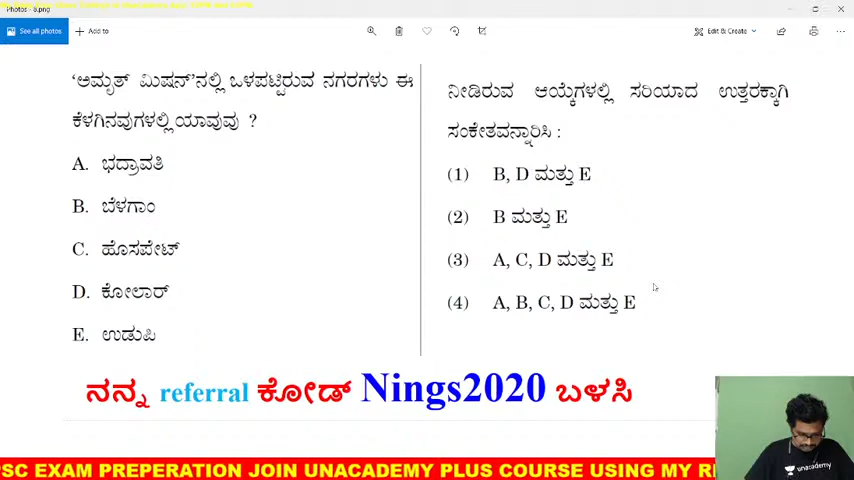 Photos - 8.png
See all photos
Add to
Edit & Create
'ಅಮೃತ್ ಮಿಷನ್'ನಲ್ಲಿ ಒಳಪಟ್ಟಿರುವ ನಗರಗಳು ಈ
ಕೆಳಗಿನವುಗಳಲ್ಲಿ ಯಾವುವು ?
A. ಭದ್ರಾವತಿ
B. ಬೆಳಗಾಂ
C. ಹೊಸಪೇಟ್
D. ಕೋಲಾರ್
E. ಉಡುಪಿ
ನೀಡಿರುವ ಆಯ್ಕೆಗಳಲ್ಲಿ ಸರಿಯಾದ ಉತ್ತರಕ್ಕಾಗಿ
ಸಂಕೇತವನ್ನಾರಿಸಿ :
(1) B, D ಮತ್ತು E
(2) B ಮತ್ತು E
(3) A, C, D ಮತ್ತು E
(4) A, B, C, D ಮತ್ತು E
ನನ್ನ referral ಕೋಡ್ Nings2020 ಬಳಸಿ
unacademy
PSC EXAM PREPERATION JOIN UNACADEMY PLUS COURSE USING MY